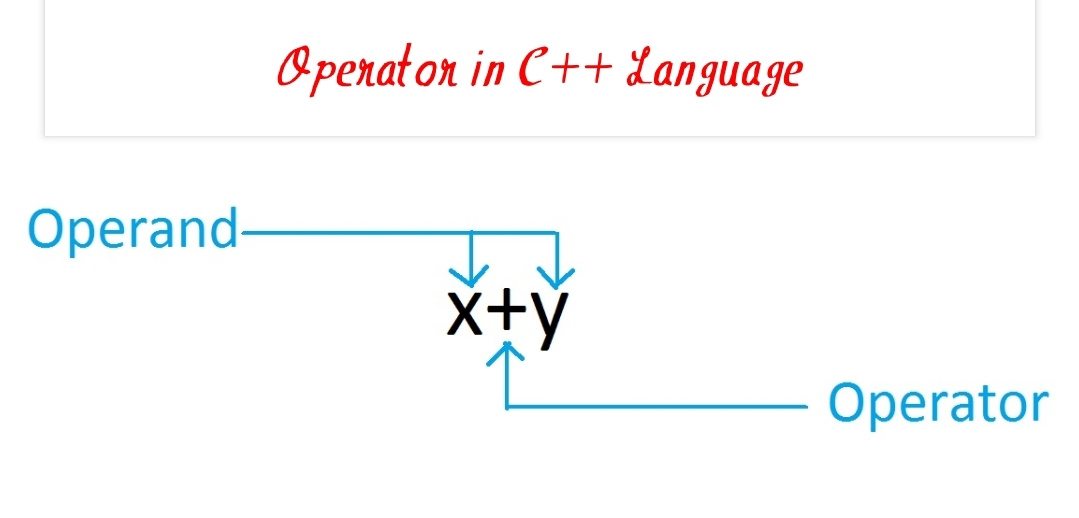 Operator in C++ Language
Operand
x+y
Operator